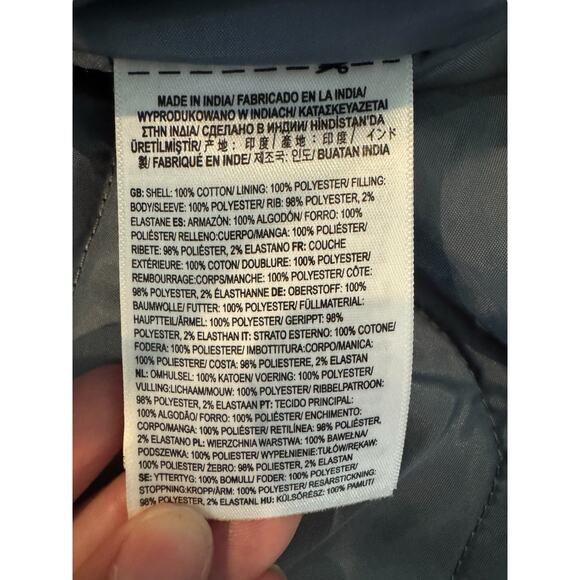 MADE IN INDIA/ FABRICADO EN LA INDIA/
WYPRODUKOWANO W INDIACH/ ΚΑΤΑΣΚΕΥΑΖΕΤΑΙ
ΣΤΗΝ ΙΝΔΙΑ/ СДЕЛАНО В ИНДИИ/ HİNDİSTAN'DA
ÜRETİLMİŞTİR/ 产地: 印度/ 產地: 印度/ インド
製/ FABRIQUÉ EN INDE/ 제조국: 인도/ BUATAN INDIA
GB: SHELL: 100% COTTON/ LINING: 100% POLYESTER/ FILLING:
BODY/SLEEVE: 100% POLYESTER/ RIB: 98% POLYESTER, 2%
ELASTANE ES: ARMAZÓN: 100% ALGODÓN/ FORRO: 100%
POLIÉSTER/ RELLENO:CUERPO/MANGA: 100% POLIÉSTER/
RIBETE: 98% POLIÉSTER, 2% ELASTANO FR: COUCHE
EXTÉRIEURE: 100% COTON/ DOUBLURE: 100% POLYESTER/
REMBOURRAGE:CORPS/MANCHE: 100% POLYESTER/ CÔTE:
98% POLYESTER, 2% ÉLASTHANNE DE: OBERSTOFF: 100%
BAUMWOLLE/ FUTTER: 100% POLYESTER/ FÜLLMATERIAL:
HAUPTTEIL/ÄRMEL: 100% POLYESTER/ GERIPPT: 98%
POLYESTER, 2% ELASTHAN IT: STRATO ESTERNO: 100% COTONE/
FODERA: 100% POLIESTERE/ IMBOTTITURA:CORPO/MANICA:
100% POLIESTERE/ COSTA: 98% POLIESTERE, 2% ELASTAN
NL: OMHULSEL: 100% KATOEN/ VOERING: 100% POLYESTER/
VULLING:LICHAAM/MOUW: 100% POLYESTER/ RIBBELPATROON:
98% POLYESTER, 2% ELASTAAN PT: TECIDO PRINCIPAL:
100% ALGODÃO/ FORRO: 100% POLIÉSTER/ ENCHIMENTO:
CORPO/MANGA: 100% POLIÉSTER/ RETILÍNEA: 98% POLIÉSTER,
2% ELASTANO PL: WIERZCHNIA WARSTWA: 100% BAWEŁNA/
PODSZEWKA: 100% POLIESTER/ WYPEŁNIENIE:TUŁÓW/RĘKAW:
100% POLIESTER/ ŻEBRO: 98% POLIESTER, 2% ELASTAN
SE: YTTERTYG: 100% BOMULL/ FODER: 100% POLYESTER/
STOPPNING:KROPP/ÄRM: 100% POLYESTER/ RESÅRSTICKNING:
98% POLYESTER, 2% ELASTAN HU: KÜLSŐRÉSZ: 100% PAMUT/